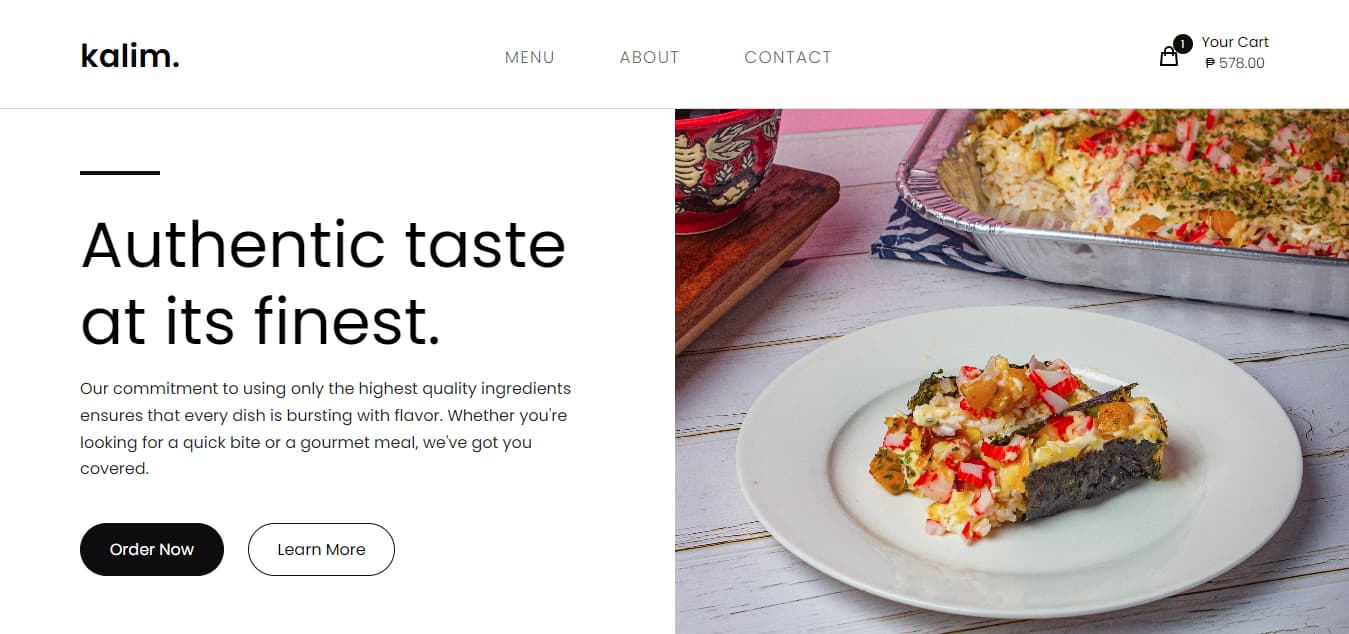 kalim.
MENU
ABOUT
CONTACT
1
Your Cart
₱ 578.00
Authentic taste
at its finest.
Our commitment to using only the highest quality ingredients
ensures that every dish is bursting with flavor. Whether you're
looking for a quick bite or a gourmet meal, we've got you
covered.
Order Now
Learn More